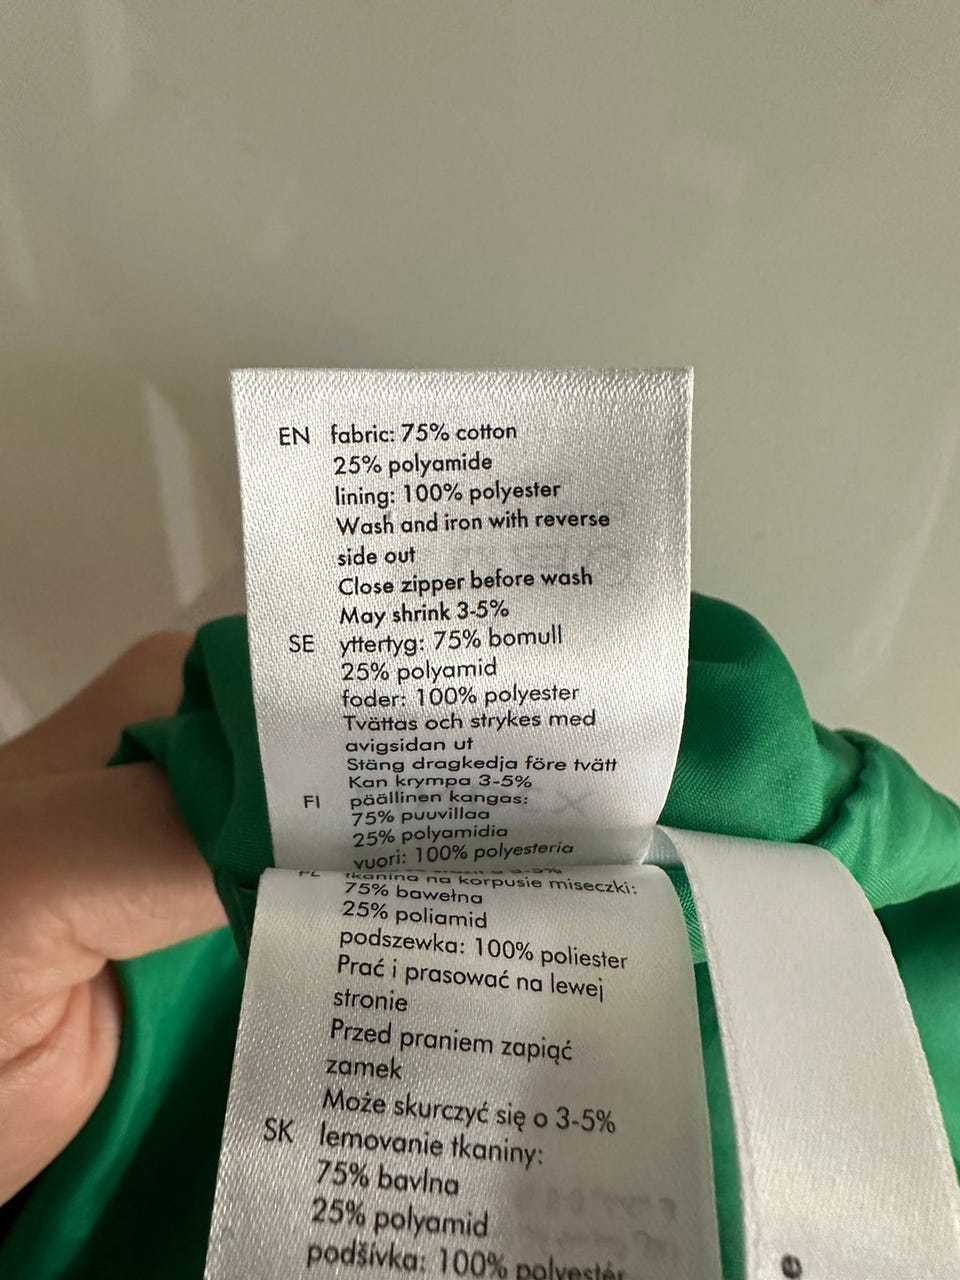 EN fabric: 75% cotton
25% polyamide
lining: 100% polyester
Wash and iron with reverse
side out
Close zipper before wash
May shrink 3-5%
SE yttertyg: 75% bomull
25% polyamid
foder: 100% polyester
Tvättas och strykes med
avigsidan ut
Stäng dragkedja före tvätt
Kan krympa 3-5%
FI päällinen kangas:
75% puuvillaa
25% polyamidia
vuori: 100% polyesteria
PL tkanina na korpusie miseczki:
75% bawełna
25% poliamid
podszewka: 100% poliester
Prać i prasować na lewej
stronie
Przed praniem zapiąć
zamek
Może skurczyć się o 3-5%
SK lemovanie tkaniny:
75% bavlna
25% polyamid
podšívka: 100% polyestér